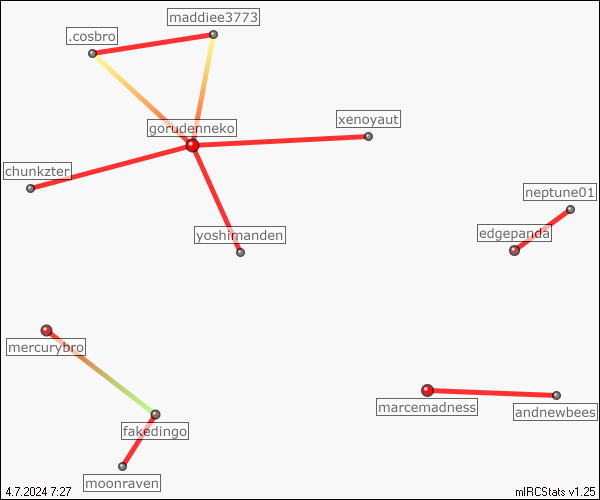 maddiee3773
.cosbro
xenoyaut
gorudenneko
chunkzter
neptune01
edgepanda
yoshimanden
mercurybro
marcemadness
andnewbees
fakedingo
moonraven
4.7.2024 7:27
mIRCStats v1.25